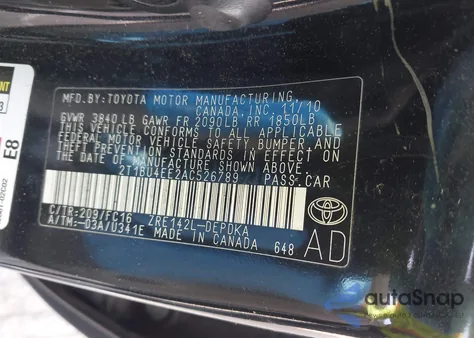 MFD.BY:TOYOTA MOTOR MANUFACTURING
CANADA,INC. 11/10
GVWR 3840 LB GAWR FR 2090LB RR 1850LB
THIS VEHICLE CONFORMS TO ALL APPLICABLE
FEDERAL MOTOR VEHICLE SAFETY,BUMPER,AND
THEFT PREVENTION STANDARDS IN EFFECT ON
THE DATE OF MANUFACTURE SHOWN ABOVE.
2T1BU4EE2AC526789 PASS.CAR
C/TR-209/FC16 ZRE142L-DEPDKA
A/TM:-03A/U341E MADE IN CANADA 648
TOYOTA
AD
E8
autoSnap